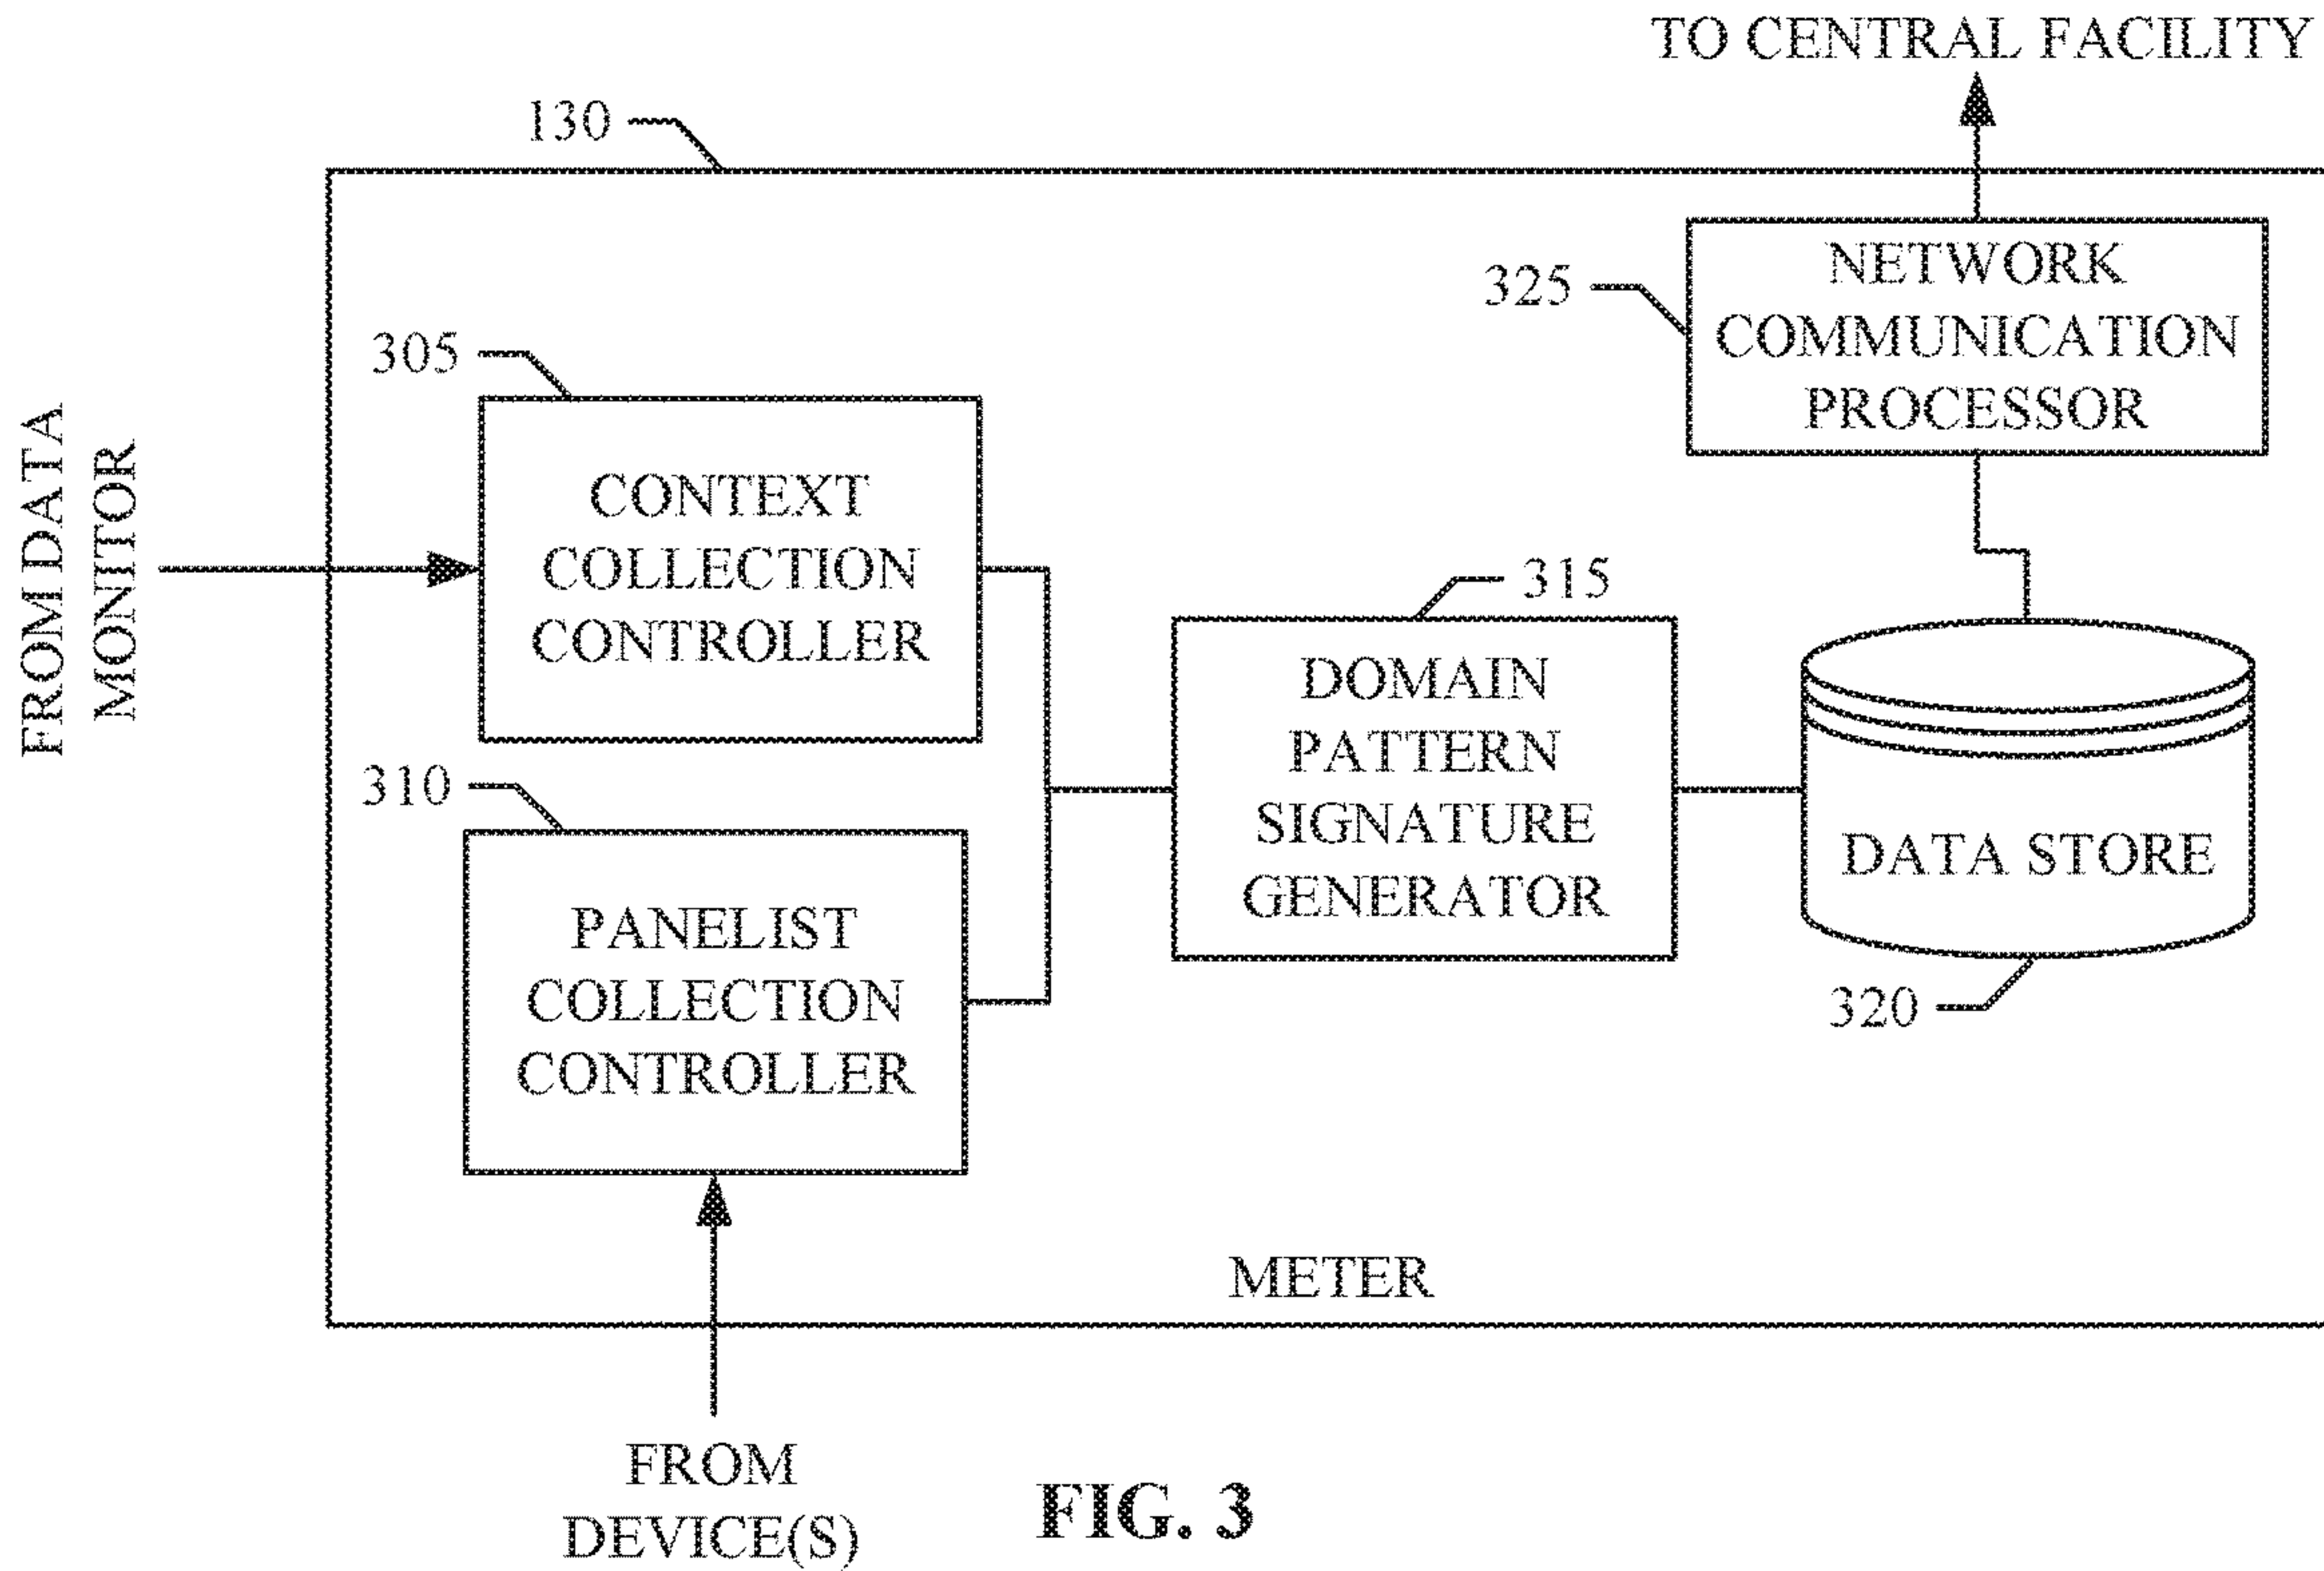 TO CENTRAL FACILITY
130
325
NETWORK
COMMUNICATION
PROCESSOR
305
FROM DATA
MONITOR
CONTEXT
COLLECTION
CONTROLLER
315
DOMAIN
PATTERN
SIGNATURE
GENERATOR
DATA STORE
320
310
PANELIST
COLLECTION
CONTROLLER
METER
FROM
DEVICE(S)
FIG. 3